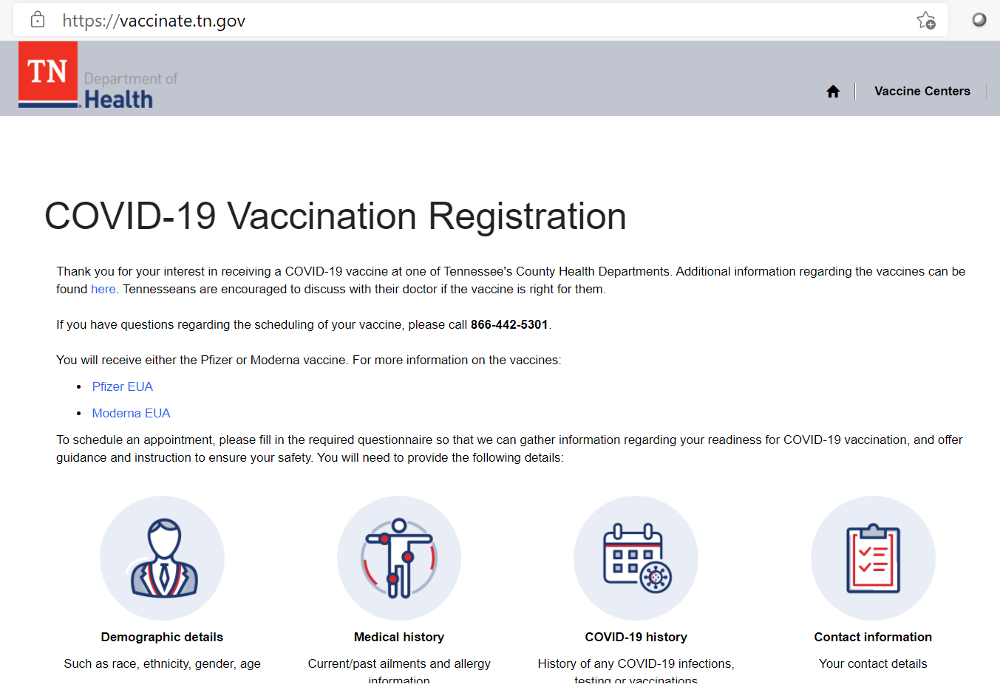 https://vaccinate.tn.gov
TN
Department of
Health
Vaccine Centers
COVID-19 Vaccination Registration
Thank you for your interest in receiving a COVID-19 vaccine at one of Tennessee's County Health Departments. Additional information regarding the vaccines can be
found here. Tennesseans are encouraged to discuss with their doctor if the vaccine is right for them.
If you have questions regarding the scheduling of your vaccine, please call 866-442-5301.
You will receive either the Pfizer or Moderna vaccine. For more information on the vaccines:
• Pfizer EUA
• Moderna EUA
To schedule an appointment, please fill in the required questionnaire so that we can gather information regarding your readiness for COVID-19 vaccination, and offer
guidance and instruction to ensure your safety. You will need to provide the following details:
Demographic details
Such as race, ethnicity, gender, age
Medical history
Current/past ailments and allergy
information
COVID-19 history
History of any COVID-19 infections,
testing or vaccinations
Contact information
Your contact details